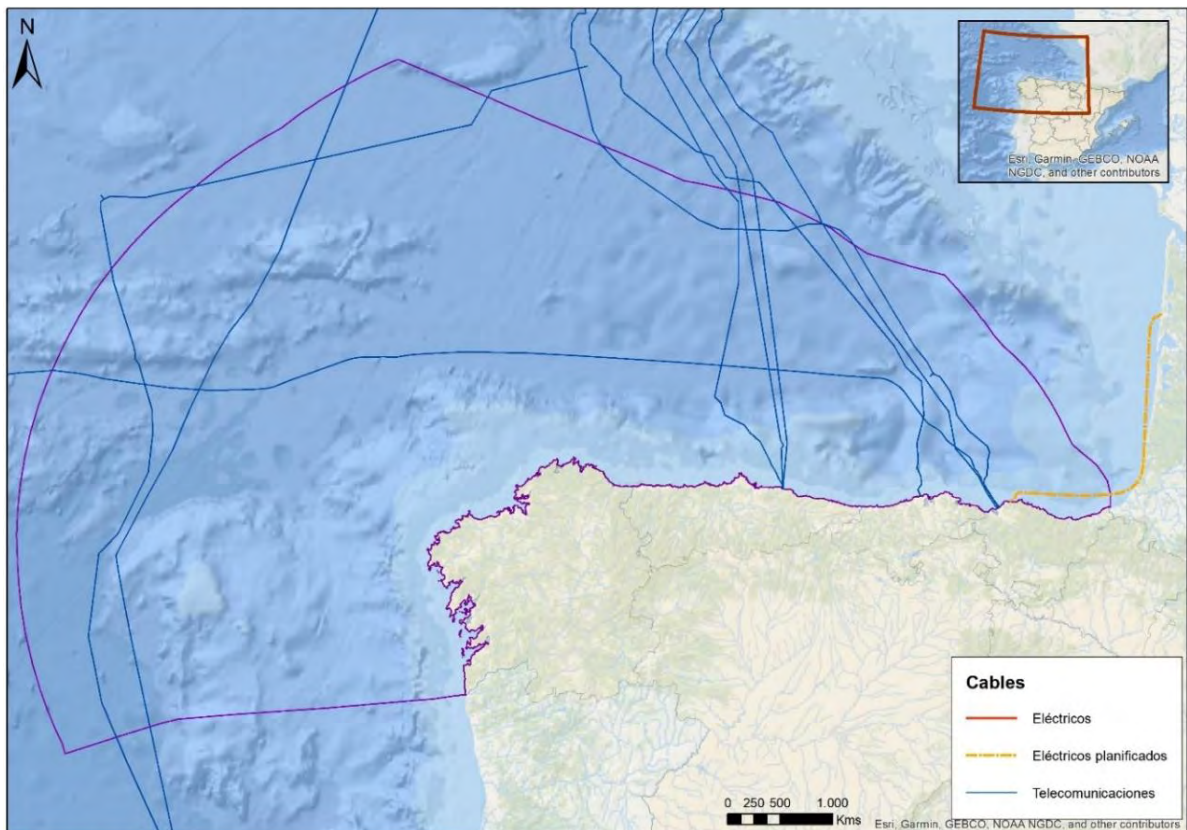 N
Esri, Garmin, GEBCO, NOAA
NGDC, and other contributors
Cables
Eléctricos
Eléctricos planificados
Telecomunicaciones
0 250 500 1.000
Kms
Esri, Garmin, GEBCO, NOAA NGDC, and other contributors